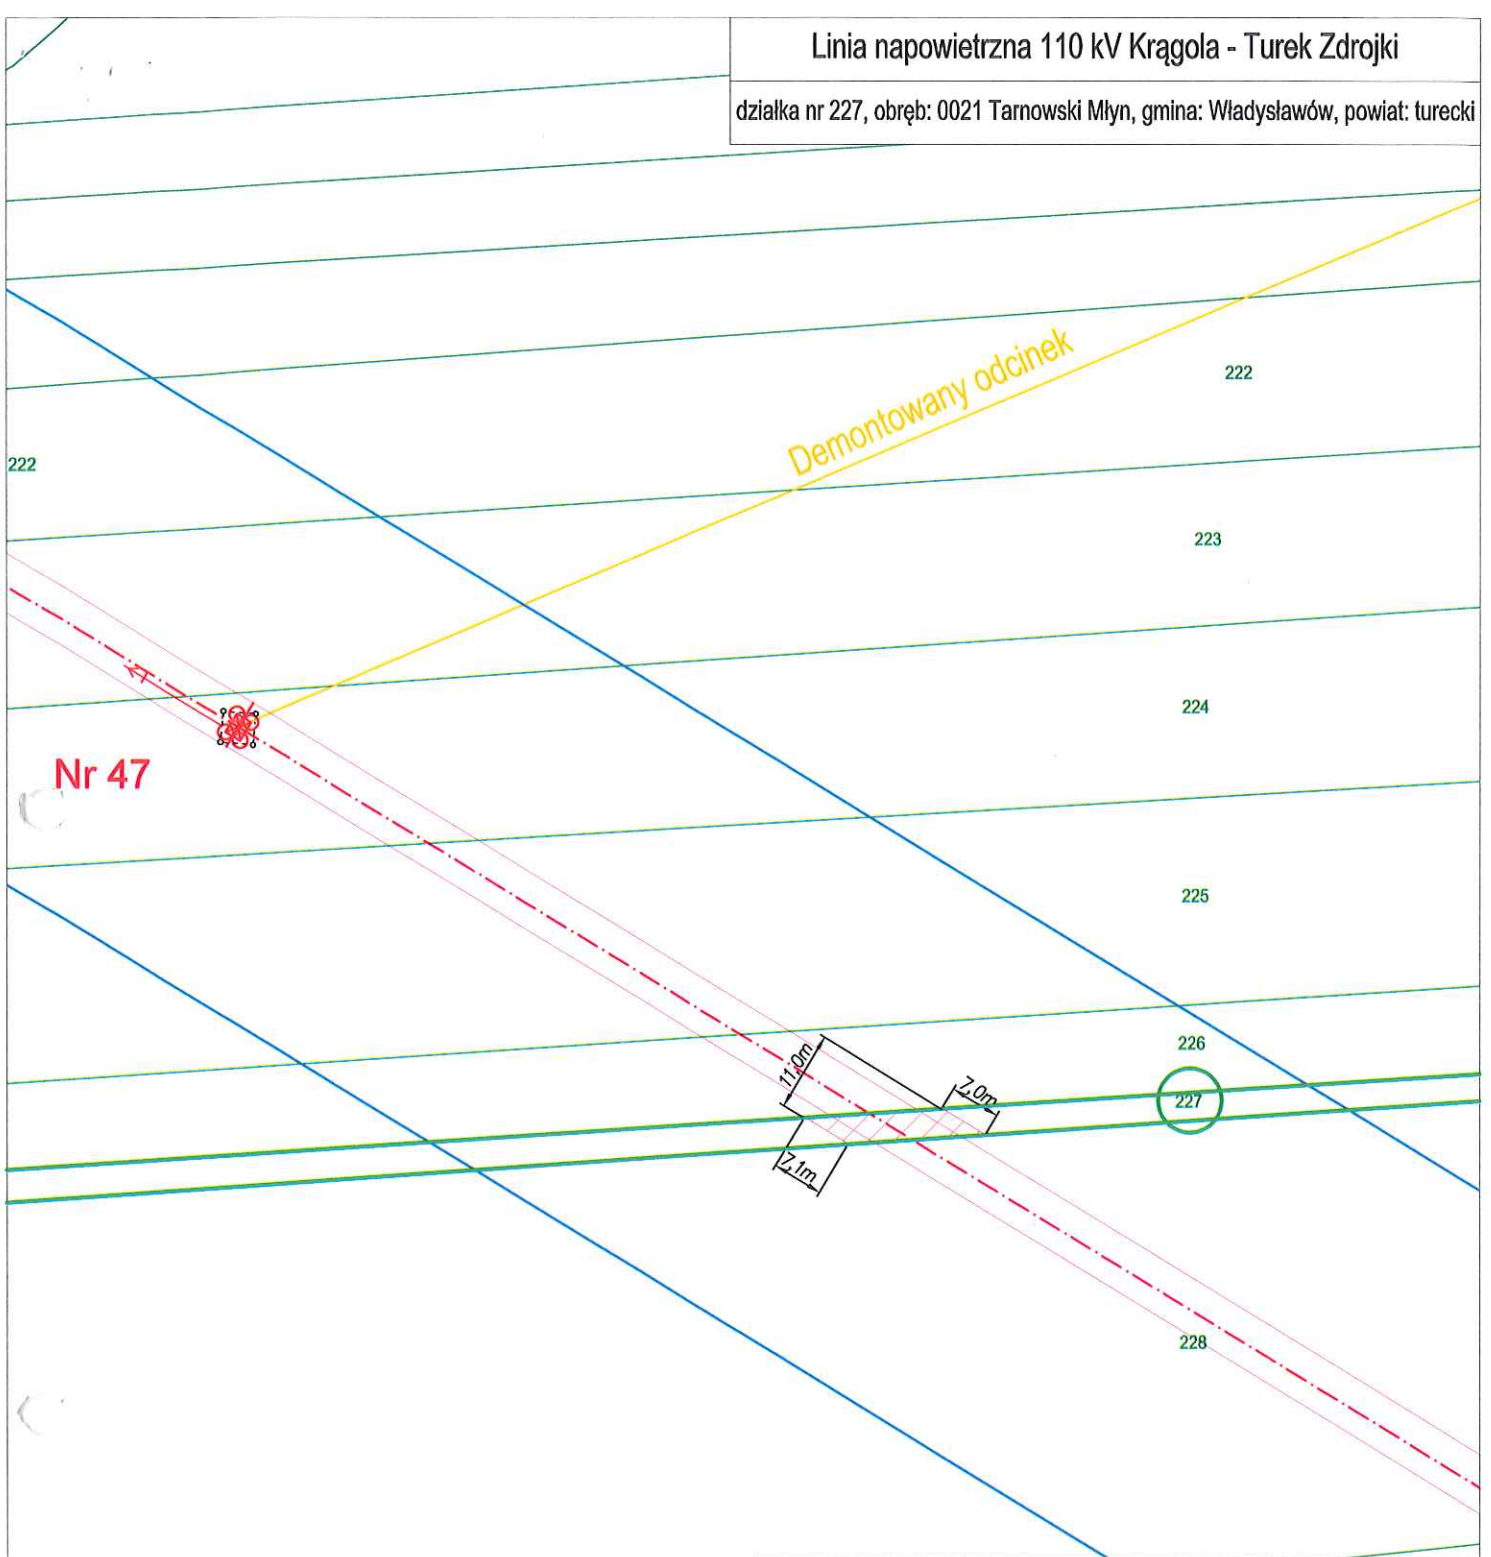 Linia napowietrzna 110 kV Krągola - Turek Zdrojki
działka nr 227, obręb: 0021 Tarnowski Młyn, gmina: Władysławów, powiat: turecki
Demontowany odcinek
222
222
223
224
Nr 47
225
226
11,0m
7,0m
227
7,1m
228